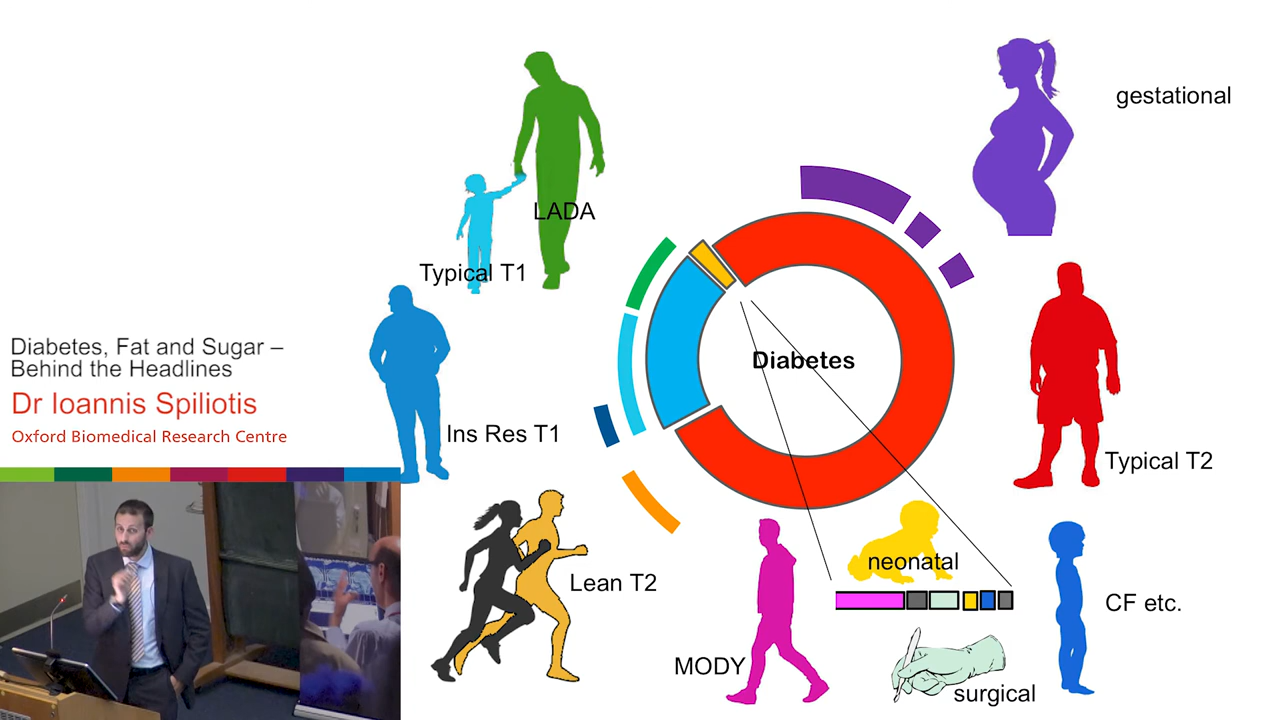 gestational
LADA
Typical T1
Diabetes, Fat and Sugar –
Behind the Headlines
Dr Ioannis Spiliotis
Oxford Biomedical Research Centre
Diabetes
Ins Res T1
Typical T2
Lean T2
neonatal
CF etc.
MODY
surgical